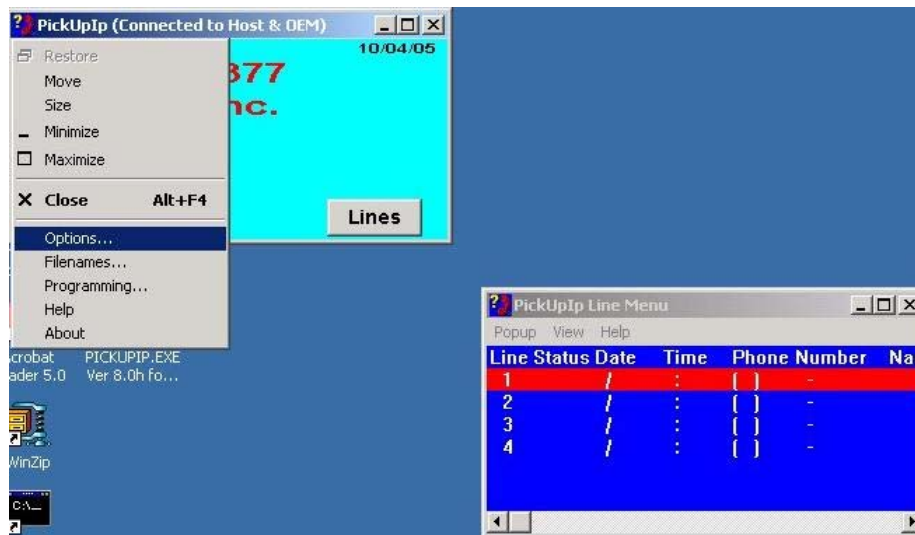 PickUpIp (Connected to Host & OEM)
10/04/05
Restore
Move
877
Size
nc.
Minimize
Maximize
Close Alt+F4
Lines
Options...
Filenames...
Programming...
Help
About
PickUpIp Line Menu
Popup View Help
Line Status Date Time Phone Number Na
1 / : ( ) -
2 / : ( ) -
3 / : ( ) -
4 / : ( ) -
crobat PICKUPIP.EXE
ader 5.0 Ver 8.0h fo...
WinZip
C:\_